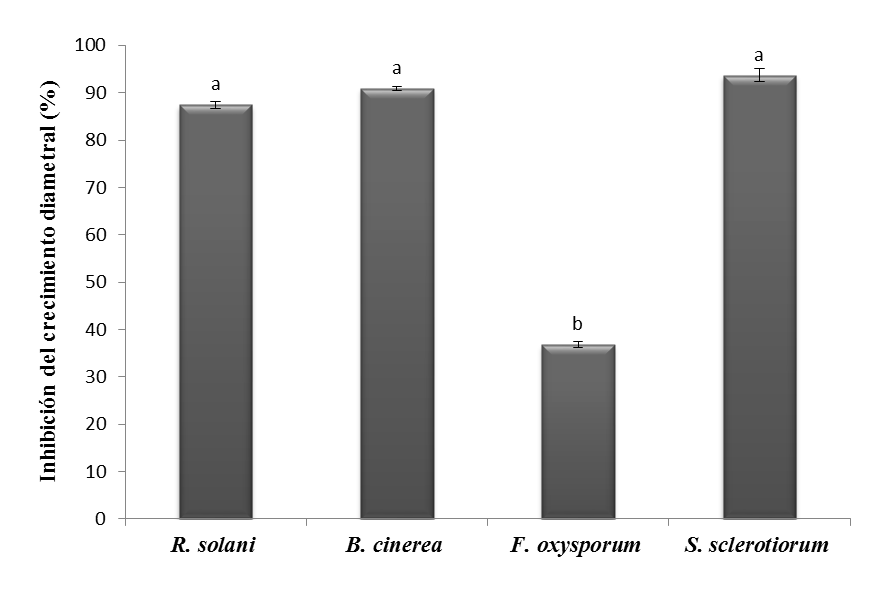 Inhibición del crecimiento diametral (%)
100
90
80
70
60
50
40
30
20
10
0
a
a
b
a
R. solani
B. cinerea
F. oxysporum
S. sclerotiorum